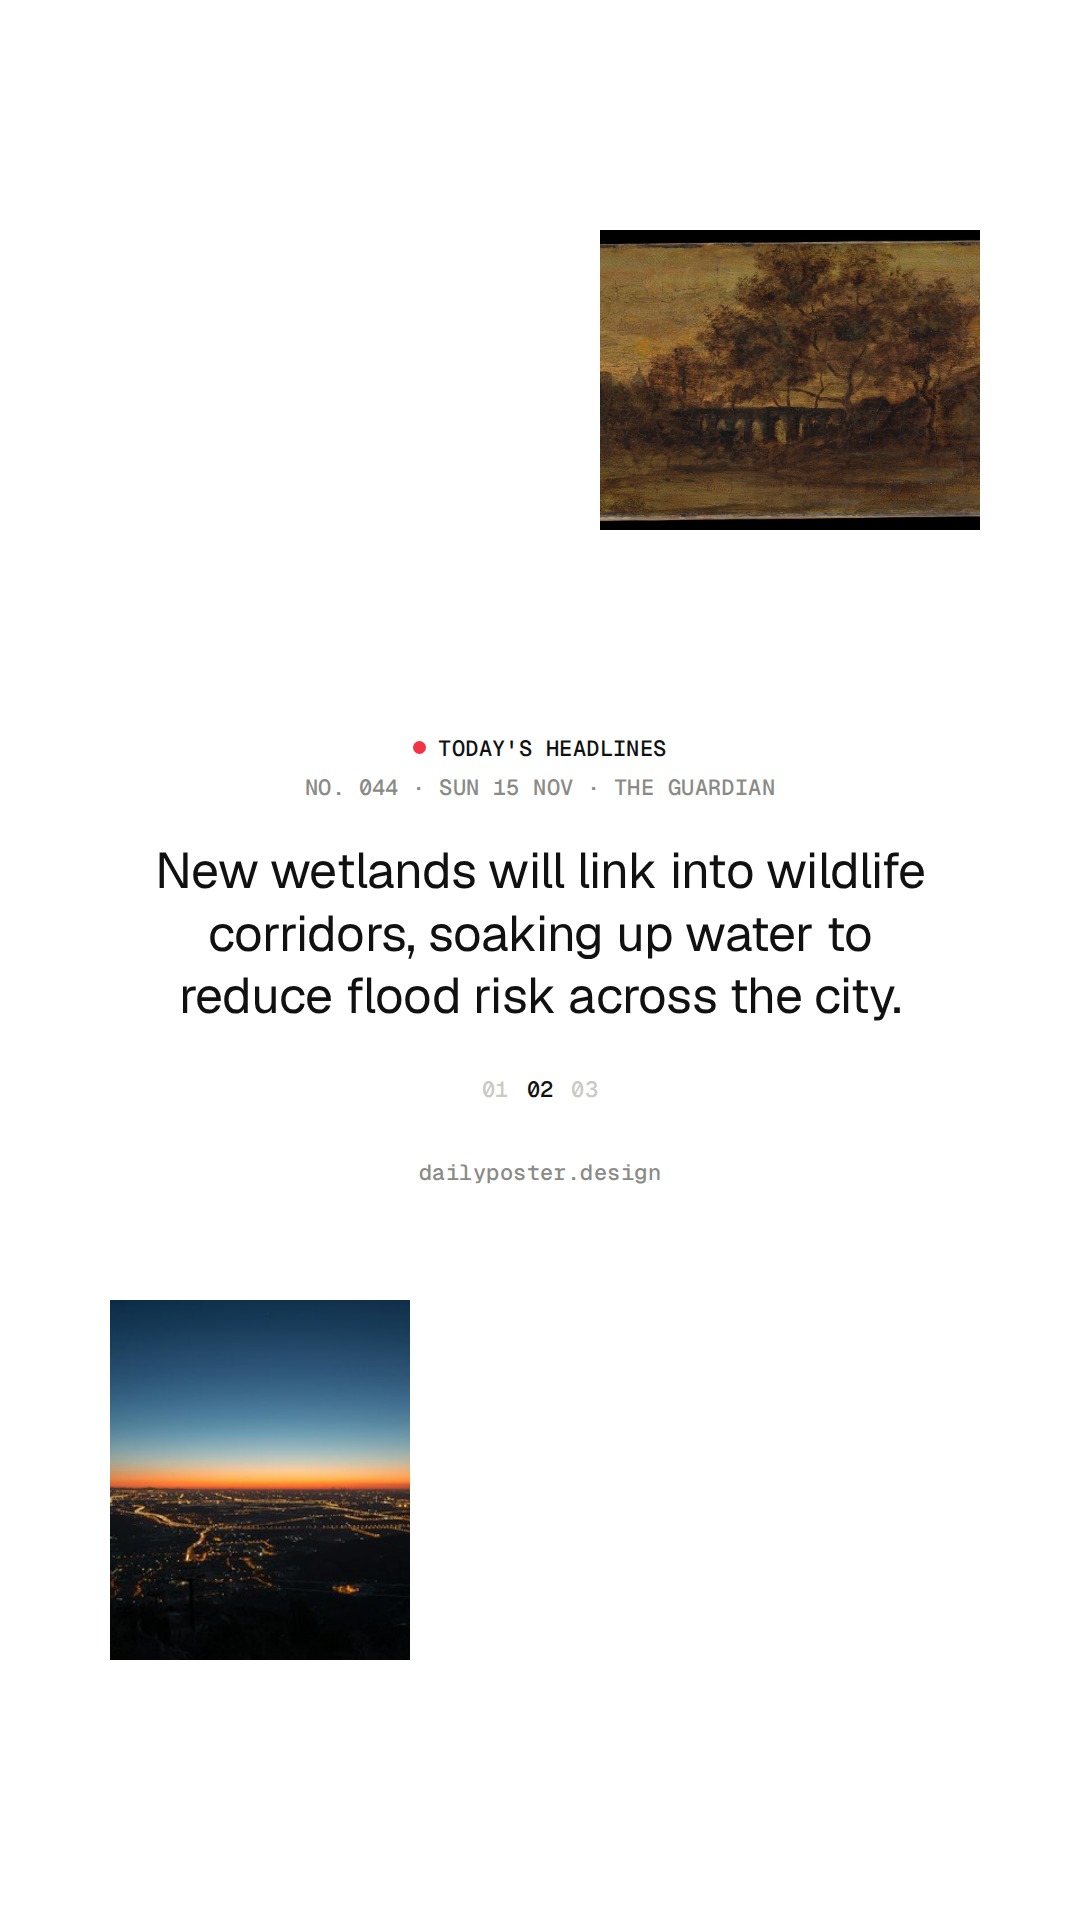 TODAY'S HEADLINES
NO. 044 · SUN 15 NOV · THE GUARDIAN
New wetlands will link into wildlife
corridors, soaking up water to
reduce flood risk across the city.
01 02 03
dailyposter.design